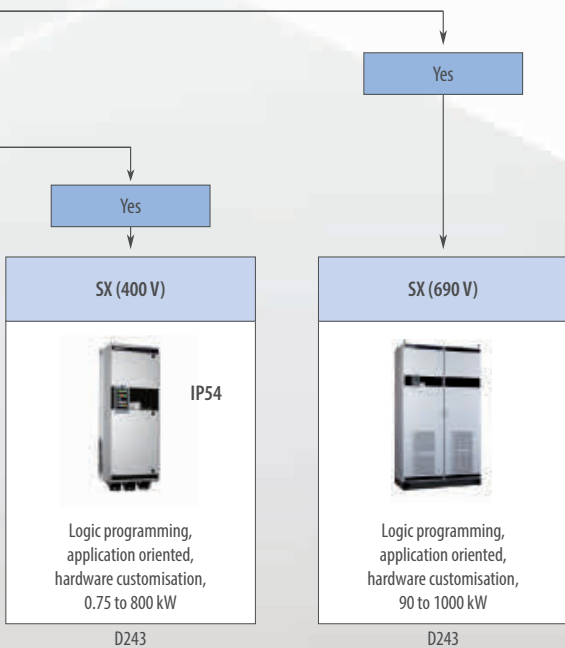 Yes
Yes
SX (400 V)
IP54
Logic programming,
application oriented,
hardware customisation,
0.75 to 800 kW
D243
SX (690 V)
Logic programming,
application oriented,
hardware customisation,
90 to 1000 kW
D243